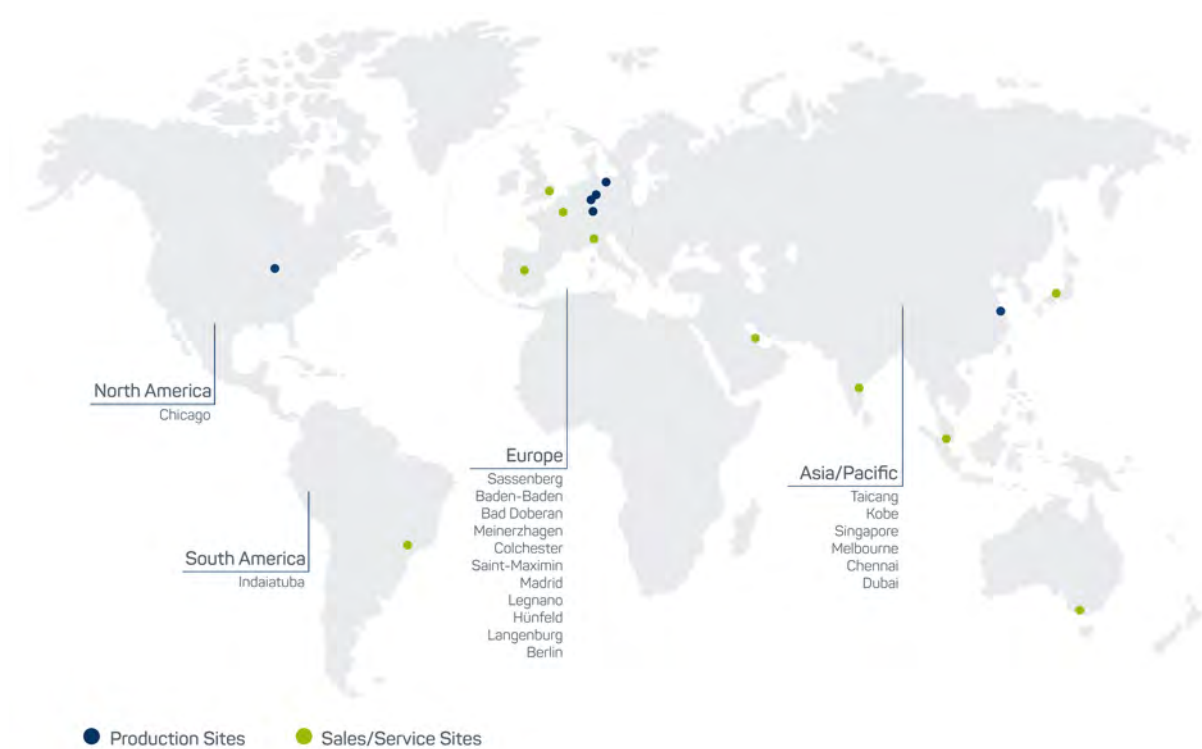 North America
Chicago
South America
Indaiatuba
Europe
Sassenberg
Baden-Baden
Bad Doberan
Meinerzhagen
Colchester
Saint-Maximin
Madrid
Legnano
Hünfeld
Langenburg
Berlin
Asia/Pacific
Taicang
Kobe
Singapore
Melbourne
Chennai
Dubai
Production Sites
Sales/Service Sites